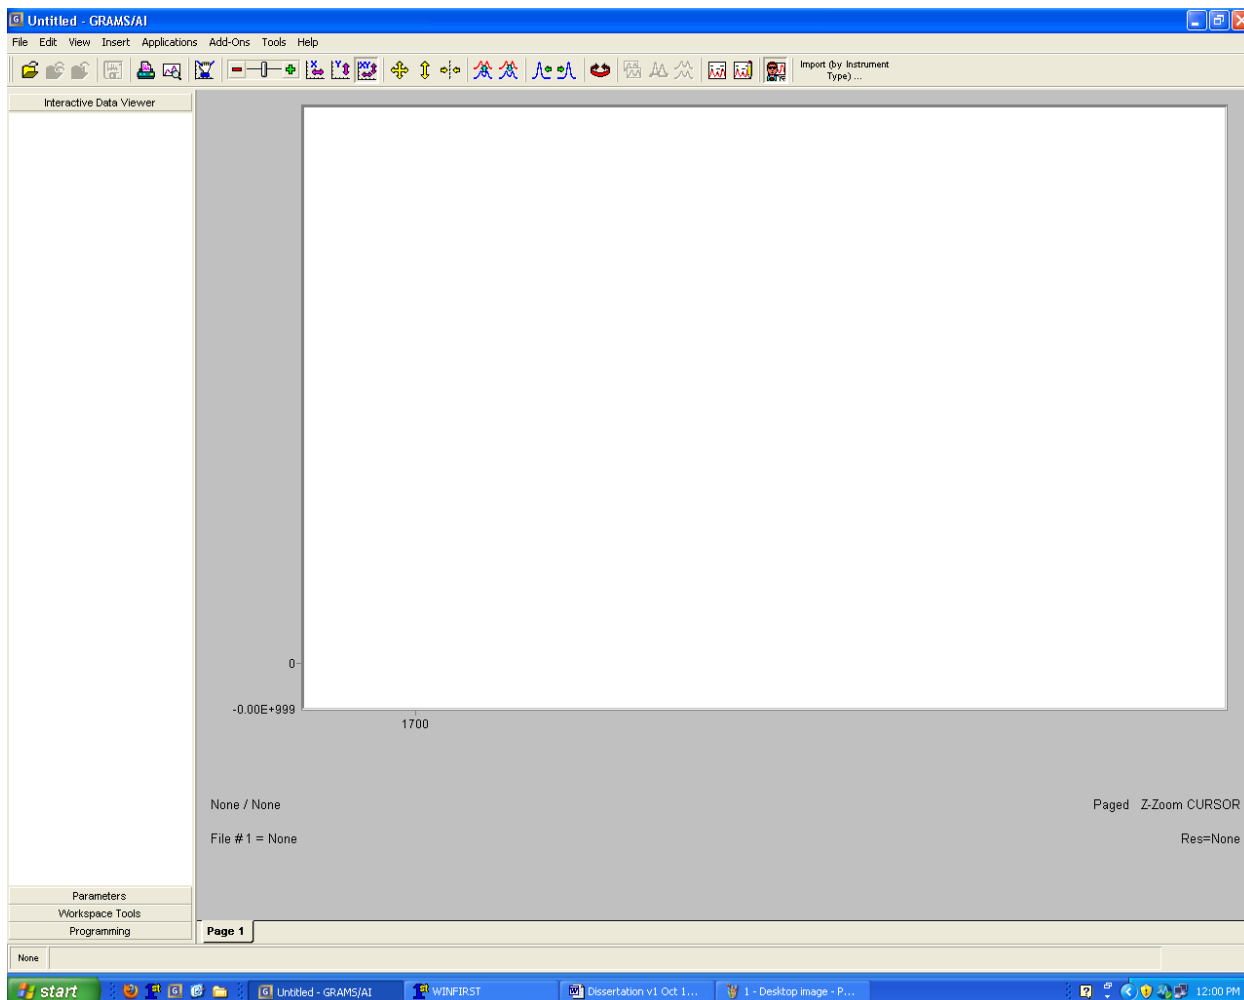 Untitled - GRAMS/AI
File Edit View Insert Applications Add-Ons Tools Help
Import (by Instrument
Type) ...
Interactive Data Viewer
0
-0.00E+999
1700
None / None
Paged Z-Zoom CURSOR
File #1 = None
Res=None
Parameters
Workspace Tools
Programming
Page 1
None
start
Untitled - GRAMS/AI
WINFIRST
Dissertation v1 Oct 1...
1 - Desktop image - P...
12:00 PM